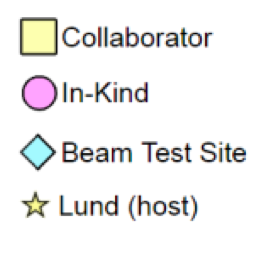 Collaborator
In-Kind
Beam Test Site
Lund (host)